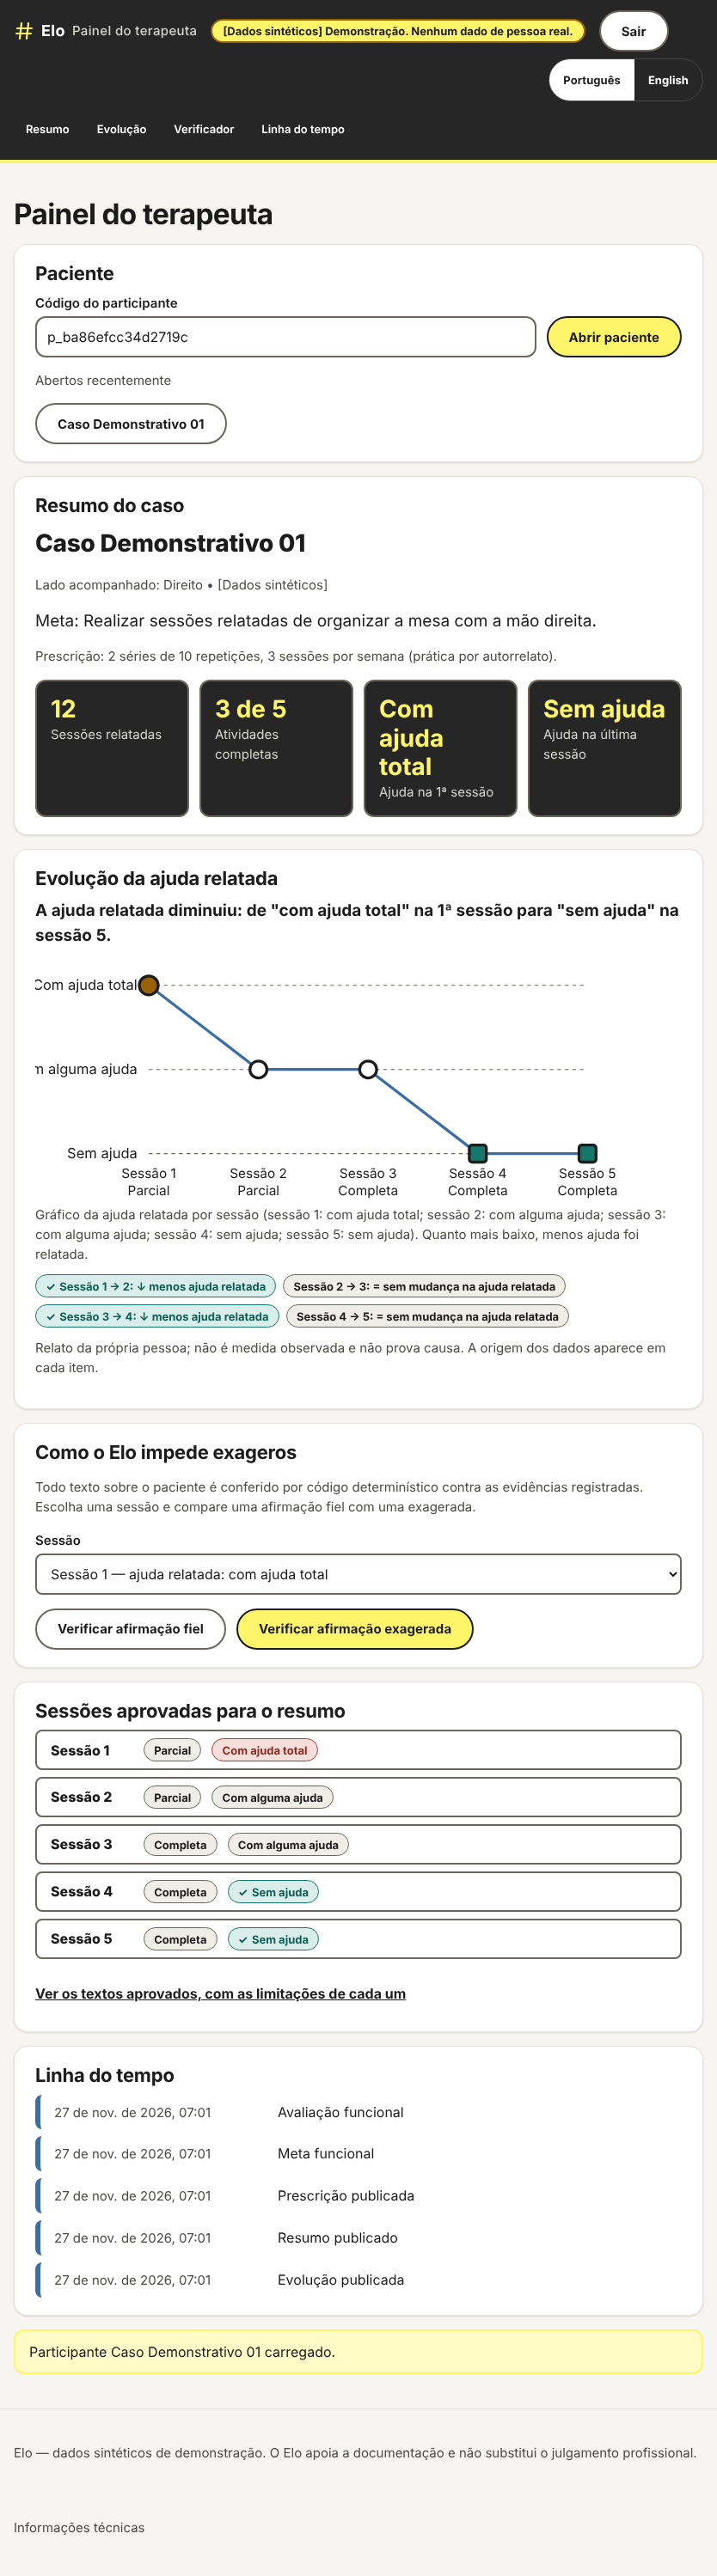 Elo Painel do terapeuta [Dados sintéticos] Demonstração. Nenhum dado de pessoa real. Sair
Português English
Resumo Evolução Verificador Linha do tempo
Painel do terapeuta
Paciente
Código do participante
p_ba86efcc34d2719c Abrir paciente
Abertos recentemente
Caso Demonstrativo 01
Resumo do caso
Caso Demonstrativo 01
Lado acompanhado: Direito • [Dados sintéticos]
Meta: Realizar sessões relatadas de organizar a mesa com a mão direita.
Prescrição: 2 séries de 10 repetições, 3 sessões por semana (prática por autorrelato).
12
Sessões relatadas
3 de 5
Atividades
completas
Com
ajuda
total
Ajuda na 1ª sessão
Sem ajuda
Ajuda na última
sessão
Evolução da ajuda relatada
A ajuda relatada diminuiu: de "com ajuda total" na 1ª sessão para "sem ajuda" na
sessão 5.
Com ajuda total
m alguma ajuda
Sem ajuda
Sessão 1 Sessão 2 Sessão 3 Sessão 4 Sessão 5
Parcial Parcial Completa Completa Completa
Gráfico da ajuda relatada por sessão (sessão 1: com ajuda total; sessão 2: com alguma ajuda; sessão 3:
com alguma ajuda; sessão 4: sem ajuda; sessão 5: sem ajuda). Quanto mais baixo, menos ajuda foi
relatada.
✓ Sessão 1 → 2: ↓ menos ajuda relatada Sessão 2 → 3: = sem mudança na ajuda relatada
✓ Sessão 3 → 4: ↓ menos ajuda relatada Sessão 4 → 5: = sem mudança na ajuda relatada
Relato da própria pessoa; não é medida observada e não prova causa. A origem dos dados aparece em
cada item.
Como o Elo impede exageros
Todo texto sobre o paciente é conferido por código determinístico contra as evidências registradas.
Escolha uma sessão e compare uma afirmação fiel com uma exagerada.
Sessão
Sessão 1 — ajuda relatada: com ajuda total
Verificar afirmação fiel Verificar afirmação exagerada
Sessões aprovadas para o resumo
Sessão 1 Parcial Com ajuda total
Sessão 2 Parcial Com alguma ajuda
Sessão 3 Completa Com alguma ajuda
Sessão 4 Completa ✓ Sem ajuda
Sessão 5 Completa ✓ Sem ajuda
Ver os textos aprovados, com as limitações de cada um
Linha do tempo
27 de nov. de 2026, 07:01 Avaliação funcional
27 de nov. de 2026, 07:01 Meta funcional
27 de nov. de 2026, 07:01 Prescrição publicada
27 de nov. de 2026, 07:01 Resumo publicado
27 de nov. de 2026, 07:01 Evolução publicada
Participante Caso Demonstrativo 01 carregado.
Elo — dados sintéticos de demonstração. O Elo apoia a documentação e não substitui o julgamento profissional.
Informações técnicas